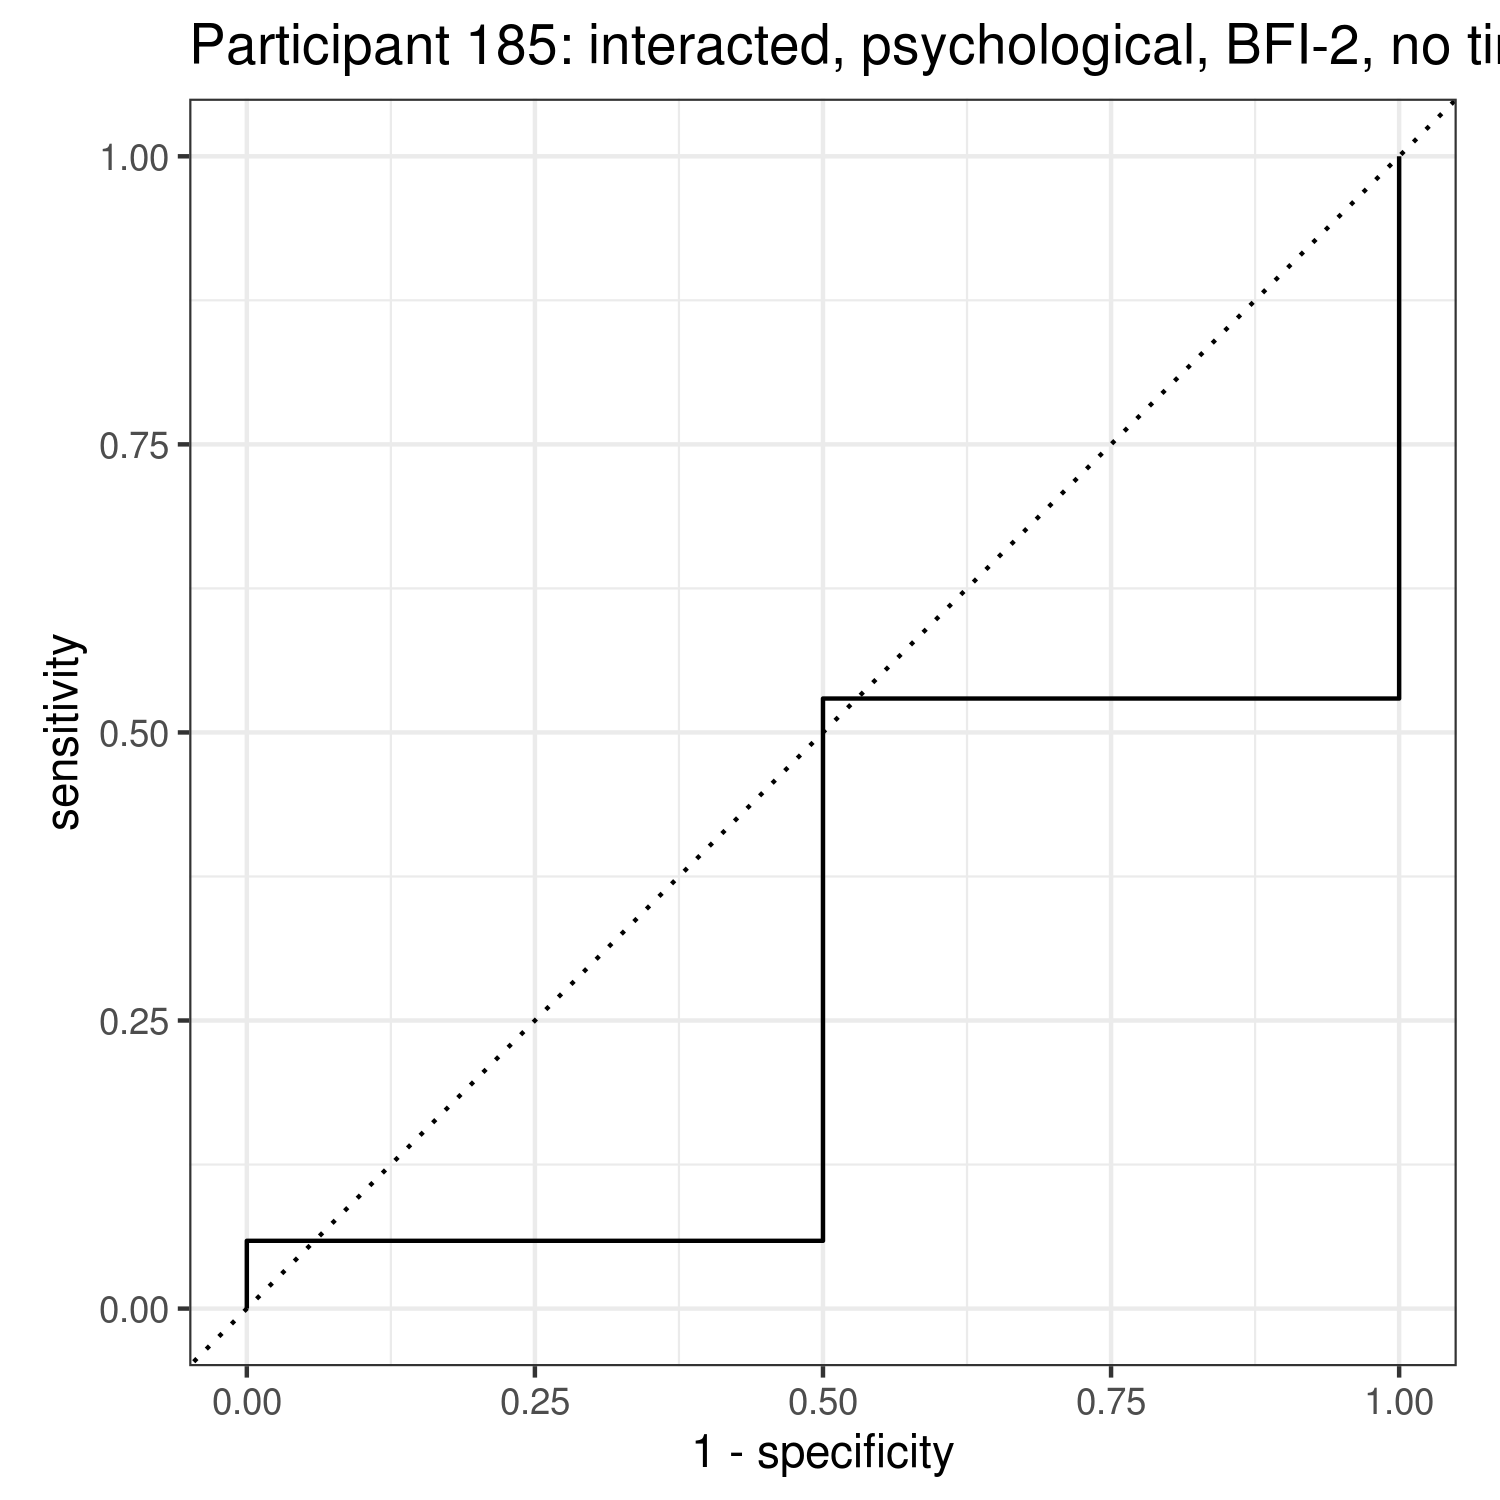 Participant 185: interacted, psychological, BFI-2, no
1.00
0.75
0.50
0.25
0.00
sensitivity
0.00 0.25 0.50 0.75 1.00
1 - specificity